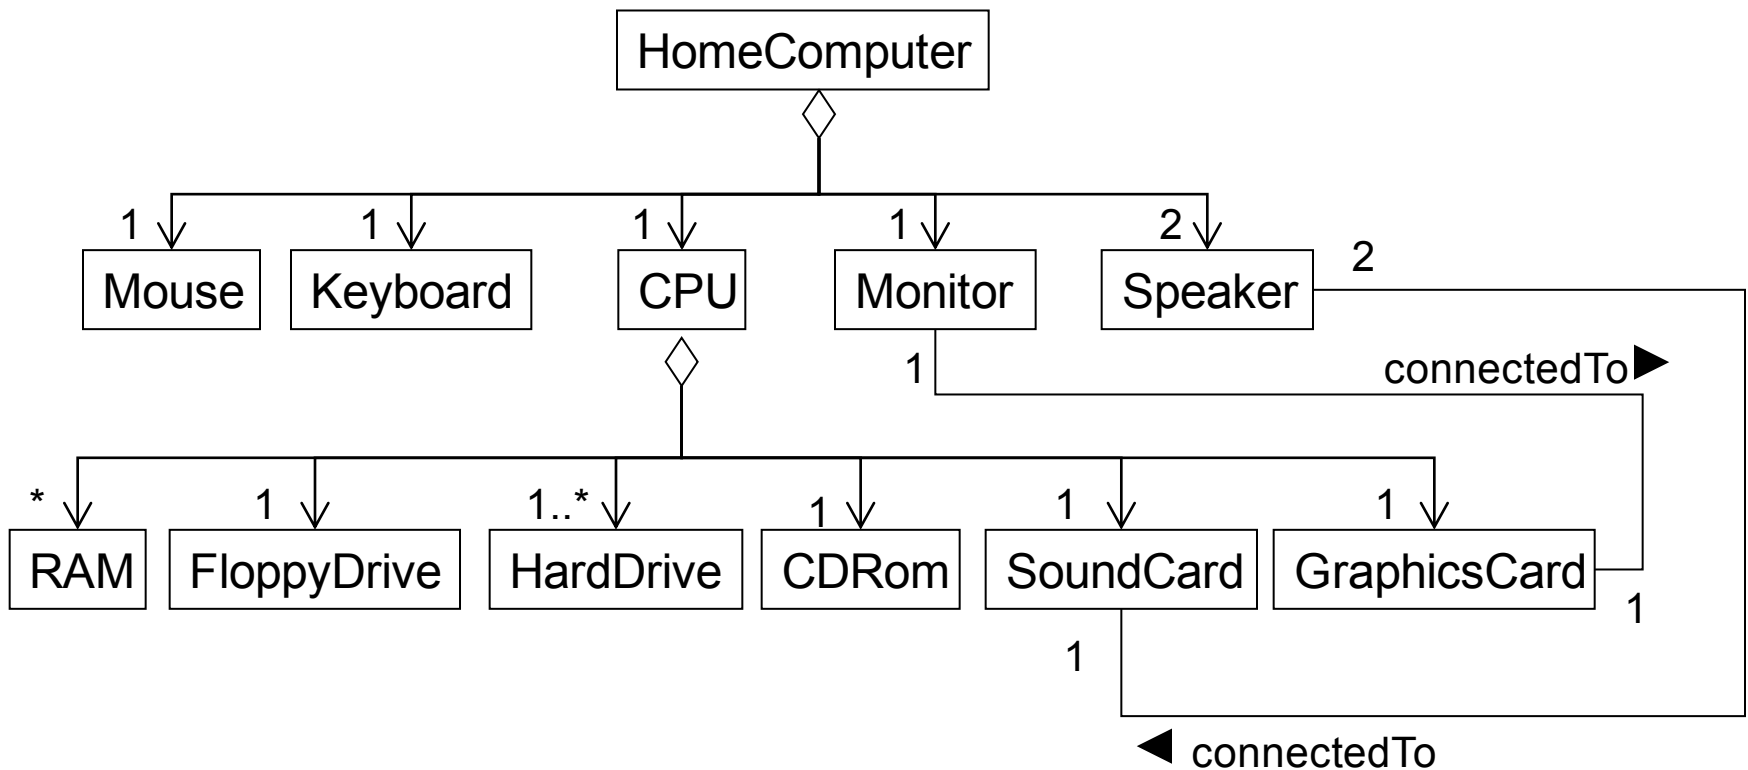 HomeComputer
1 1 1 1 2
2
Mouse Keyboard CPU Monitor Speaker
1 connectedTo
* 1 1..* 1 1 1
RAM FloppyDrive HardDrive CDRom SoundCard GraphicsCard
1
1
connectedTo